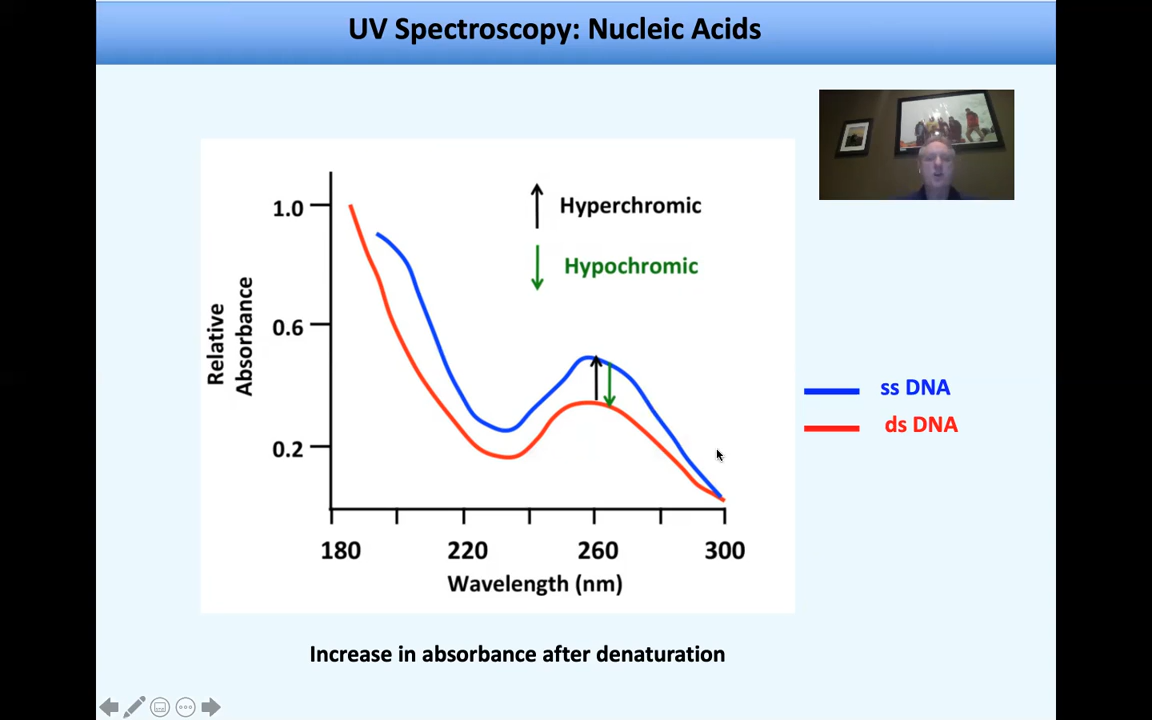 UV Spectroscopy: Nucleic Acids
Hyperchromic
Hypochromic
1.0
0.6
0.2
Relative
Absorbance
180
220
260
300
Wavelength (nm)
ss DNA
ds DNA
Increase in absorbance after denaturation